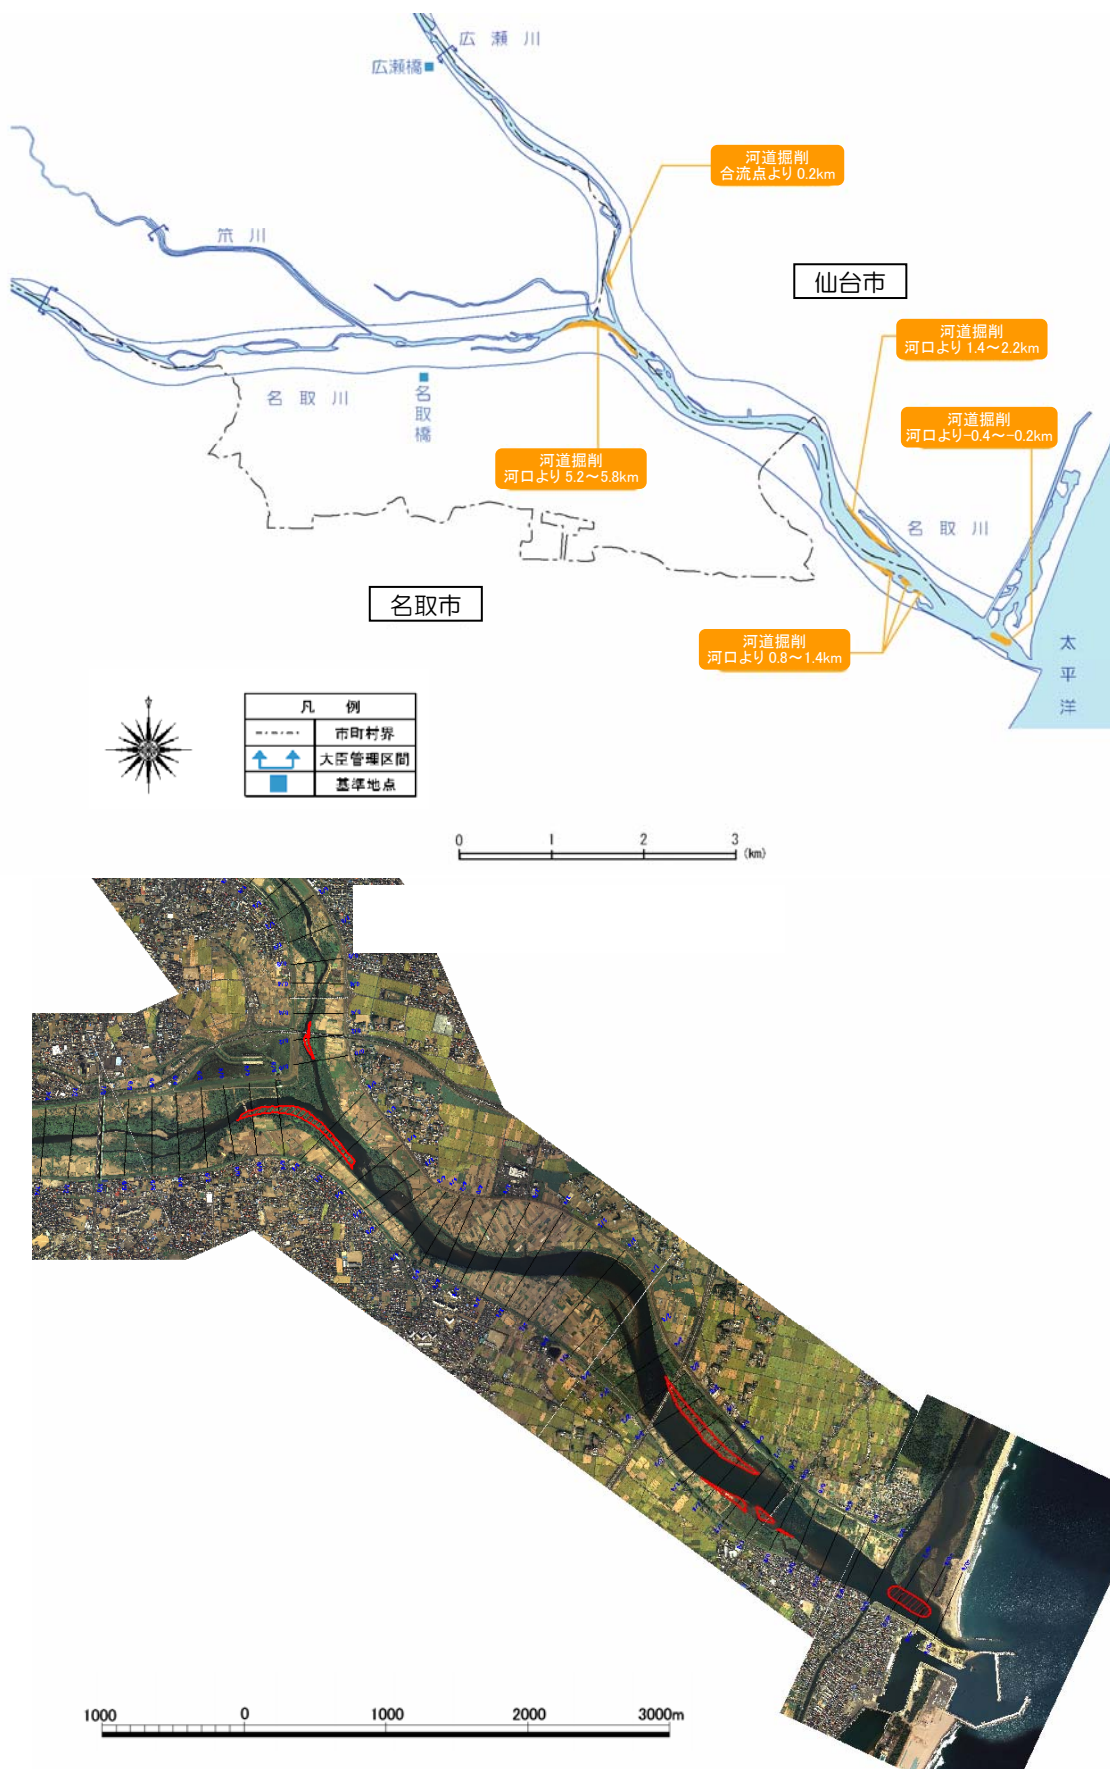 広瀬川
広瀬橋
河道掘削
合流点より 0.2km
笊川
仙台市
河道掘削
河口より 1.4～2.2km
名取川
名取橋
河道掘削
河口より-0.4～-0.2km
河道掘削
河口より 5.2～5.8km
名取川
名取市
河道掘削
河口より 0.8～1.4km
太平洋
凡例
市町村界
大臣管理区間
基準地点
0 1 2 3 (km)
1000 0 1000 2000 3000m